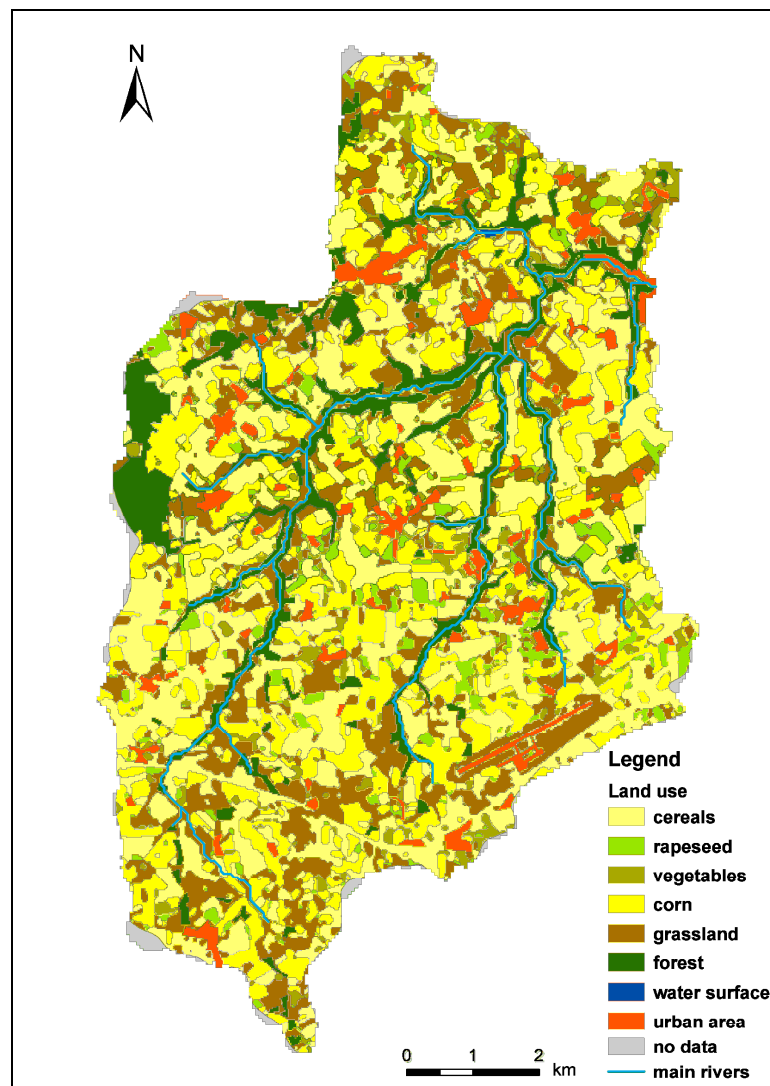 N
Legend
Land use
cereals
rapeseed
vegetables
corn
grassland
forest
water surface
urban area
no data
main rivers
0 1 2
km